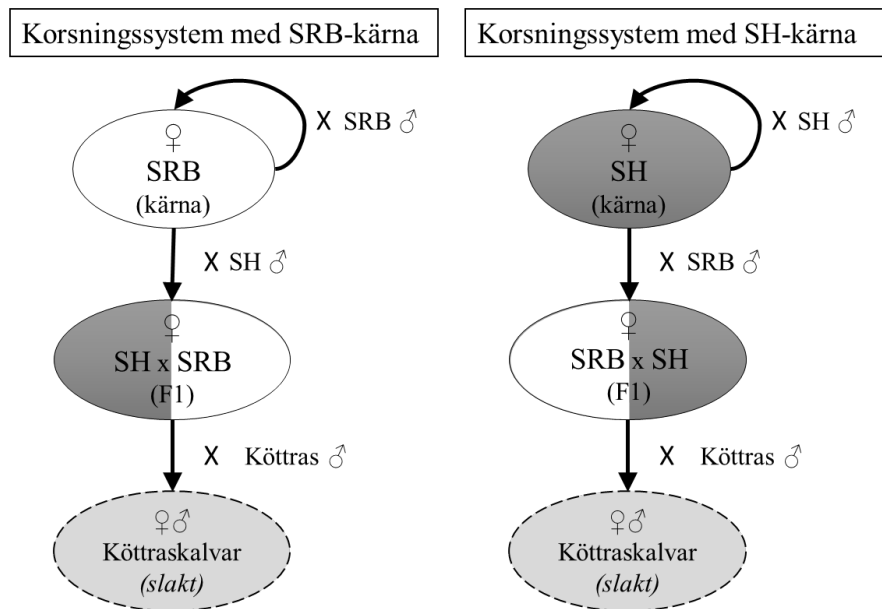 Korsningssystem med SRB-kärna
♀
SRB
(kärna)
X SRB ♂
X SH ♂
♀
SH x SRB
(F1)
X Köttras ♂
♀♂
Köttraskalvar
(slakt)
Korsningssystem med SH-kärna
♀
SH
(kärna)
X SH ♂
X SRB ♂
♀
SRB x SH
(F1)
X Köttras ♂
♀♂
Köttraskalvar
(slakt)